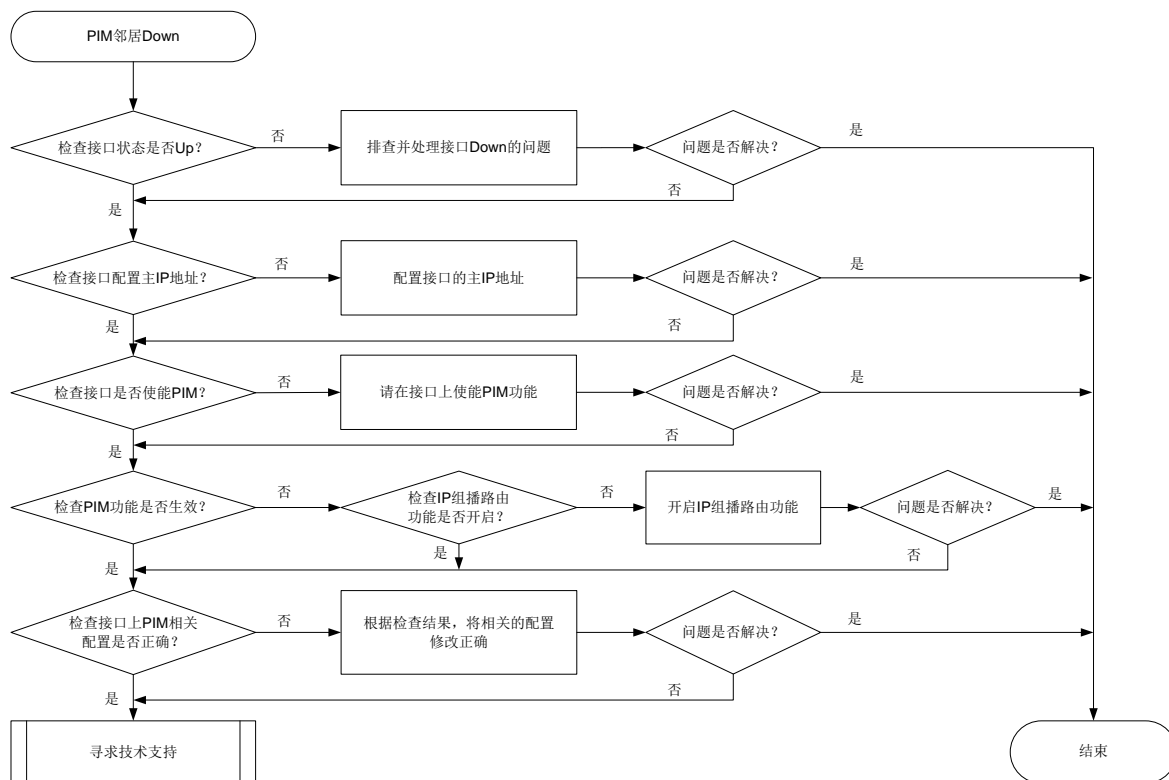 PIM邻居Down
检查接口状态是否Up？
否
排查并处理接口Down的问题
问题是否解决？
是
否
是
检查接口配置主IP地址？
否
配置接口的主IP地址
问题是否解决？
是
否
是
检查接口是否使能PIM？
否
请在接口上使能PIM功能
问题是否解决？
是
否
是
检查PIM功能是否生效？
否
检查IP组播路由
功能是否开启？
否
开启IP组播路由功能
问题是否解决？
是
是
否
是
检查接口上PIM相关
配置是否正确？
否
根据检查结果，将相关的配置
修改正确
问题是否解决？
是
否
是
寻求技术支持
结束